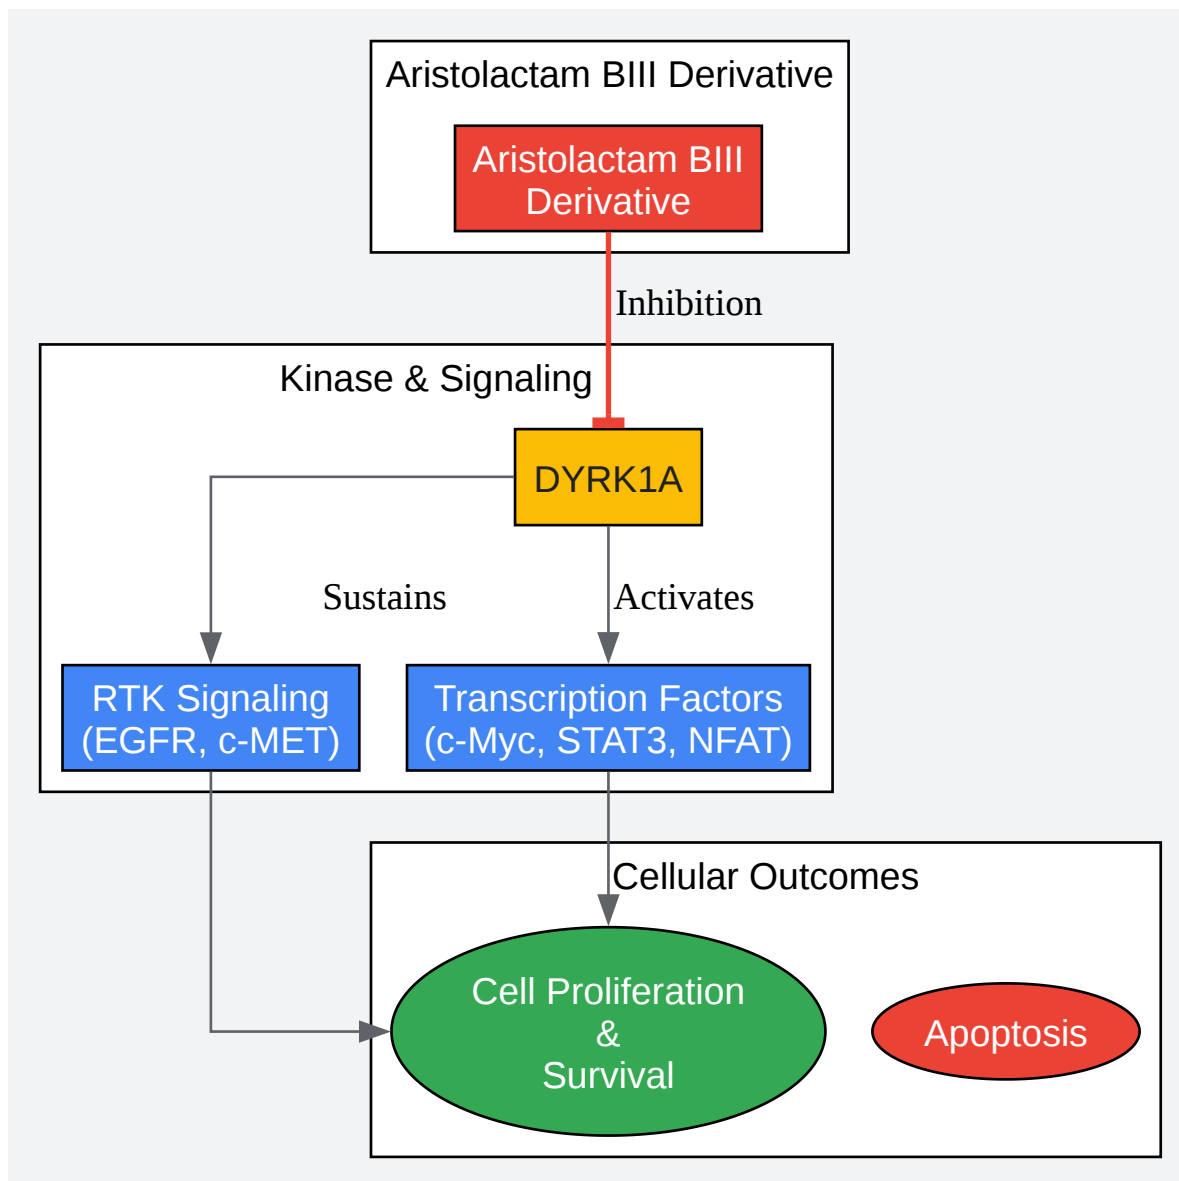 Aristolactam BIII Derivative
Aristolactam BIII
Derivative
Inhibition
Kinase & Signaling
DYRK1A
Sustains
Activates
RTK Signaling
(EGFR, c-MET)
Transcription Factors
(c-Myc, STAT3, NFAT)
Cellular Outcomes
Cell Proliferation
&
Survival
Apoptosis